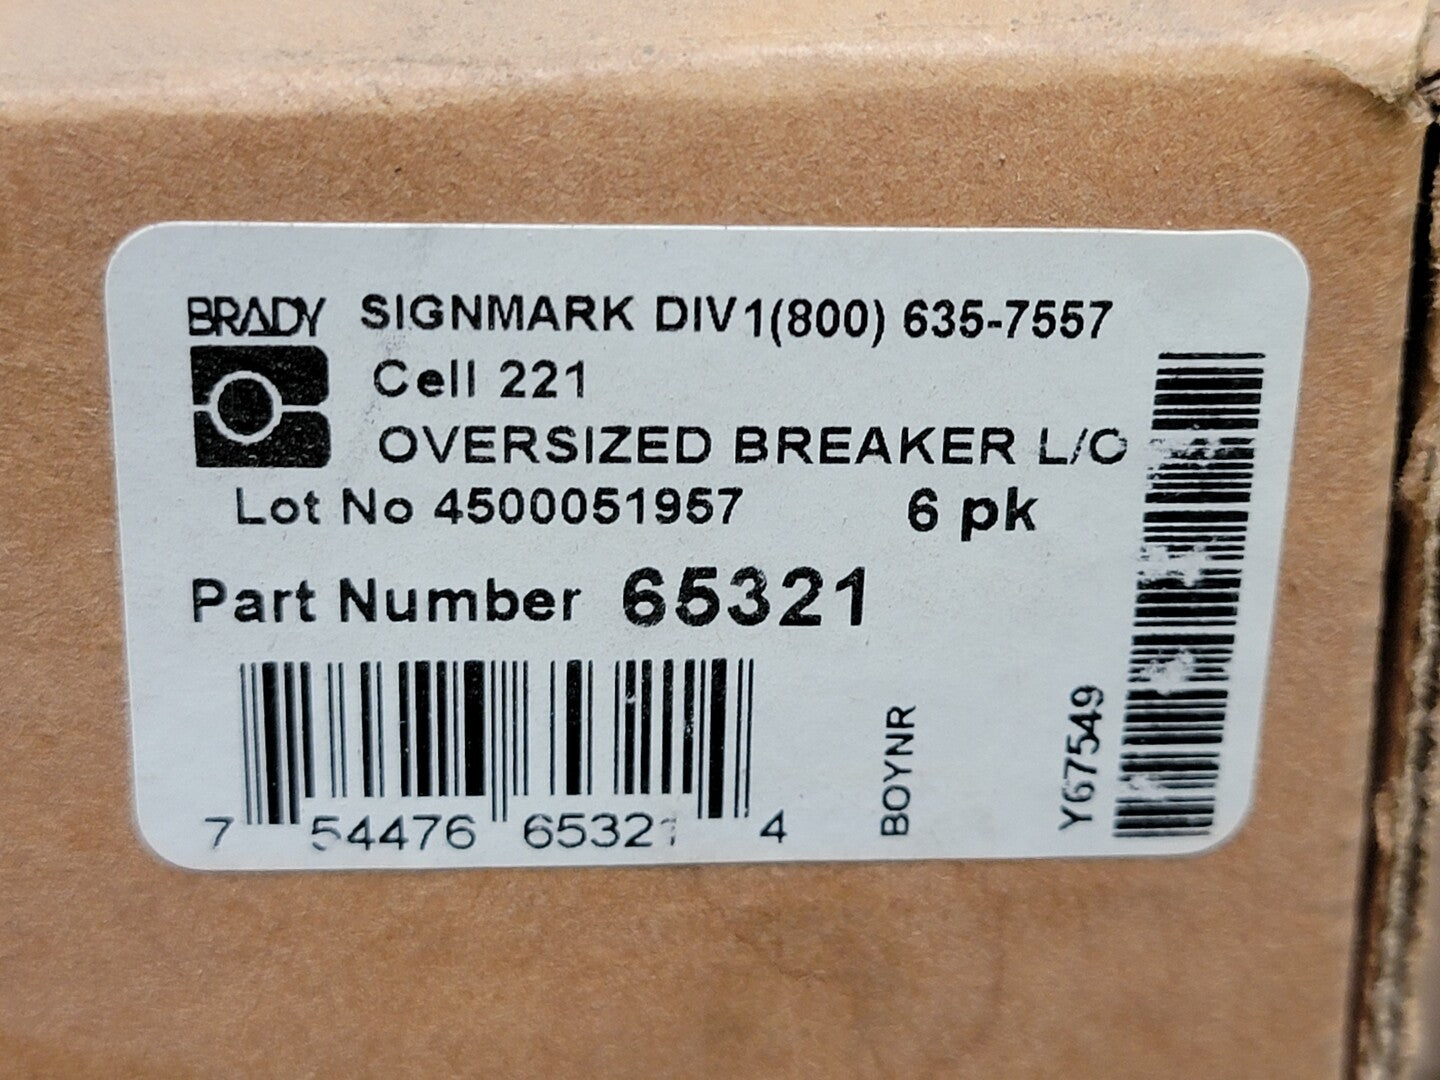 BRADY SIGNMARK DIV 1(800) 635-7557
Cell 221
OVERSIZED BREAKER L/O
Lot No 4500051957 6 pk
Part Number 65321
7 54476 65321 4
BOYNR
Y67549